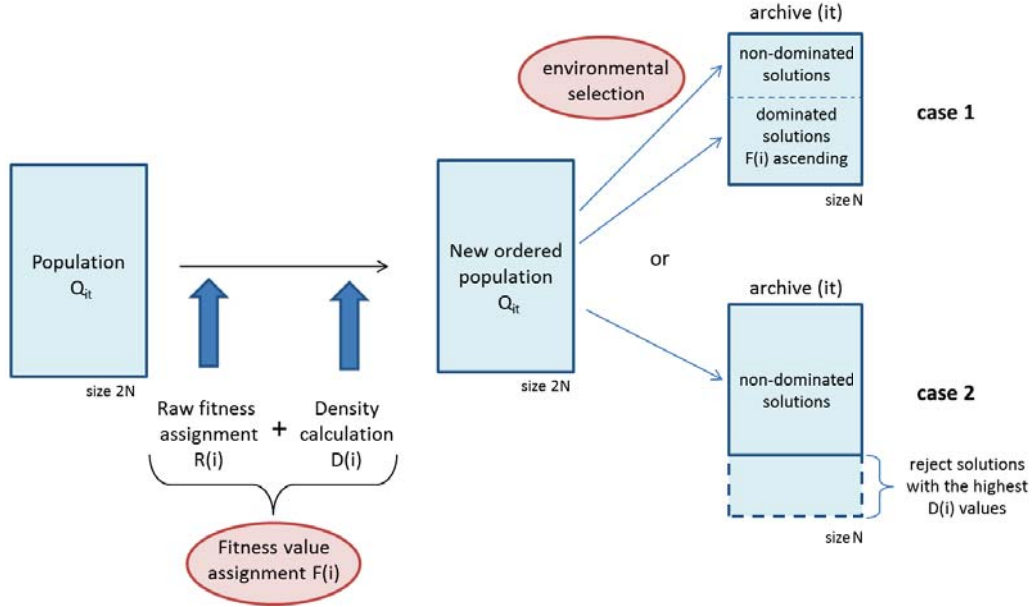 archive (it)
non-dominated
solutions
dominated
solutions
F(i) ascending
size N
case 1
environmental
selection
Population
Qit
size 2N
New ordered
population
Qit
size 2N
or
Raw fitness
assignment
R(i)
+
Density
calculation
D(i)
Fitness value
assignment F(i)
archive (it)
non-dominated
solutions
case 2
reject solutions
with the highest
D(i) values
size N